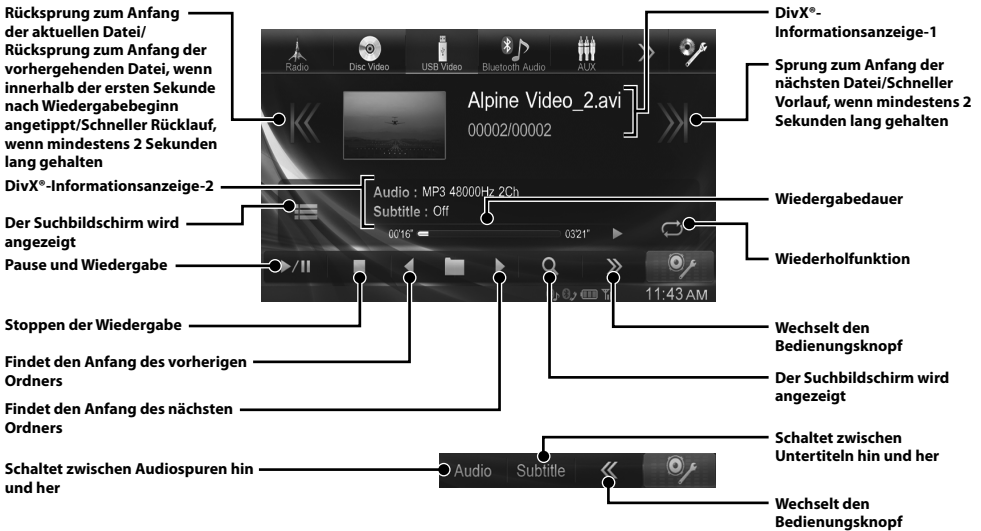 Rücksprung zum Anfang
der aktuellen Datei/
Rücksprung zum Anfang der
vorhergehenden Datei, wenn
innerhalb der ersten Sekunde
nach Wiedergabebeginn
angetippt/Schneller Rücklauf,
wenn mindestens 2 Sekunden
lang gehalten
DivX®-Informationsanzeige-2
Der Suchbildschirm wird
angezeigt
Pause und Wiedergabe
Stoppen der Wiedergabe
Findet den Anfang des vorherigen
Ordners
Findet den Anfang des nächsten
Ordners
Schaltet zwischen Audiospuren hin
und her
Radio
Disc Video
USB Video
Bluetooth Audio
AUX
Alpine Video_2.avi
00002/00002
Audio : MP3 48000Hz 2Ch
Subtitle : Off
00'16"
03'21"
11:43 AM
Audio
Subtitle
DivX®-
Informationsanzeige-1
Sprung zum Anfang der
nächsten Datei/Schneller
Vorlauf, wenn mindestens 2
Sekunden lang gehalten
Wiedergabedauer
Wiederholfunktion
Wechselt den
Bedienungsknopf
Der Suchbildschirm wird
angezeigt
Schaltet zwischen
Untertiteln hin und her
Wechselt den
Bedienungsknopf